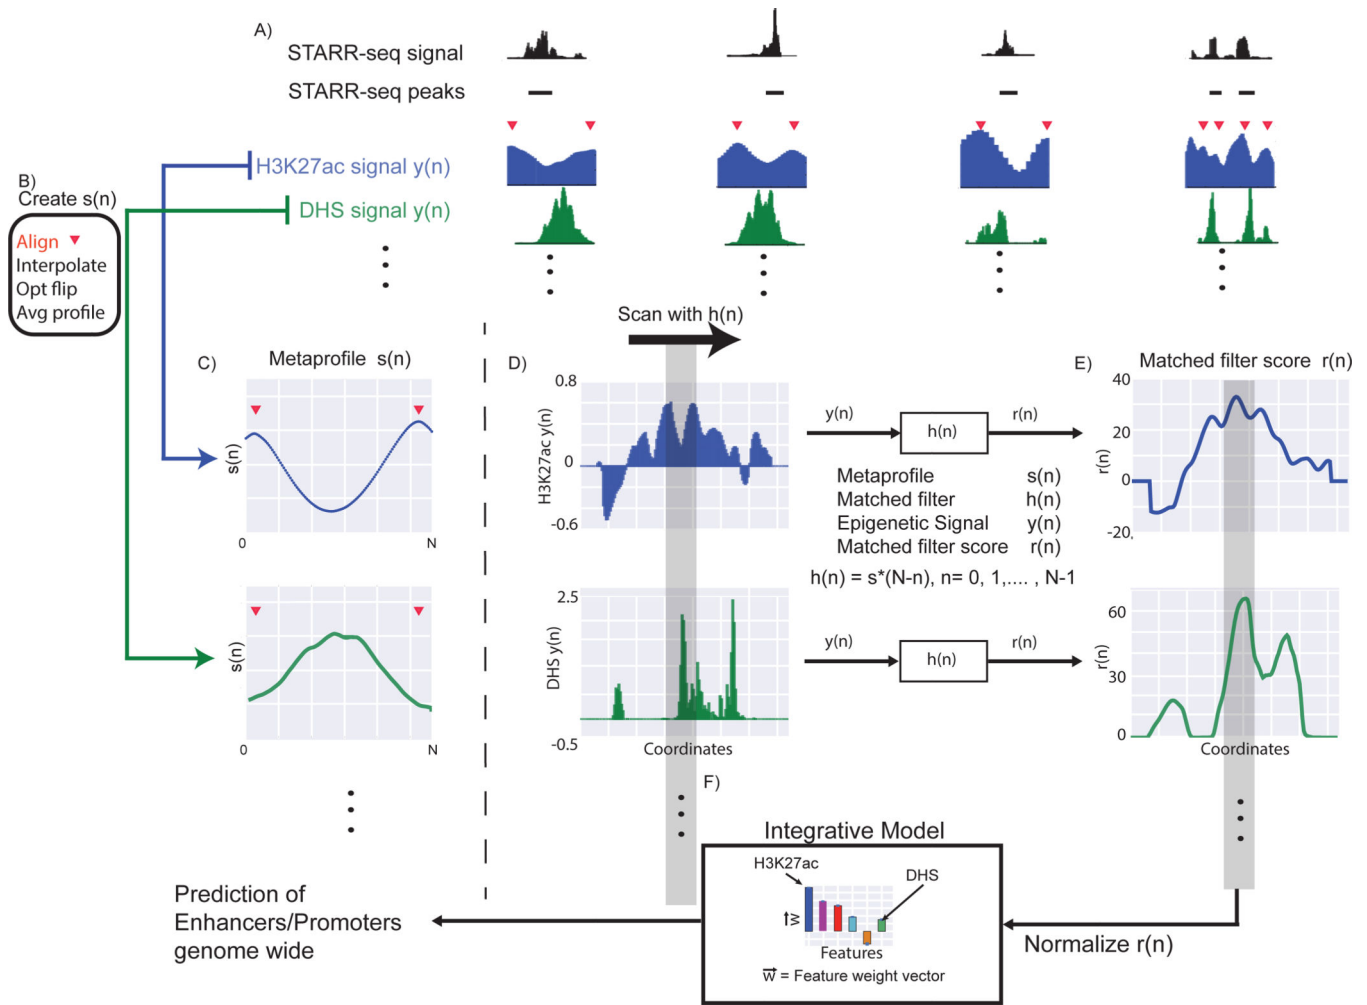 A)
STARR-seq signal
STARR-seq peaks
H3K27ac signal y(n)
DHS signal y(n)
B)
Create s(n)
Align
Interpolate
Opt flip
Avg profile
C)
Metaprofile s(n)
s(n)
0 N
s(n)
0 N
Scan with h(n)
D)
0.8
H3K27ac y(n)
0
-0.6
2.5
DHS y(n)
-0.5
Coordinates
y(n) h(n) r(n)
Metaprofile s(n)
Matched filter h(n)
Epigenetic Signal y(n)
Matched filter score r(n)
h(n) = s*(N-n), n= 0, 1,.... , N-1
y(n) h(n) r(n)
E)
Matched filter score r(n)
40
30
20
10
0
-20
r(n)
60
30
0
r(n)
Coordinates
F)
Integrative Model
H3K27ac
DHS
w
Features
w = Feature weight vector
Normalize r(n)
Prediction of
Enhancers/Promoters
genome wide